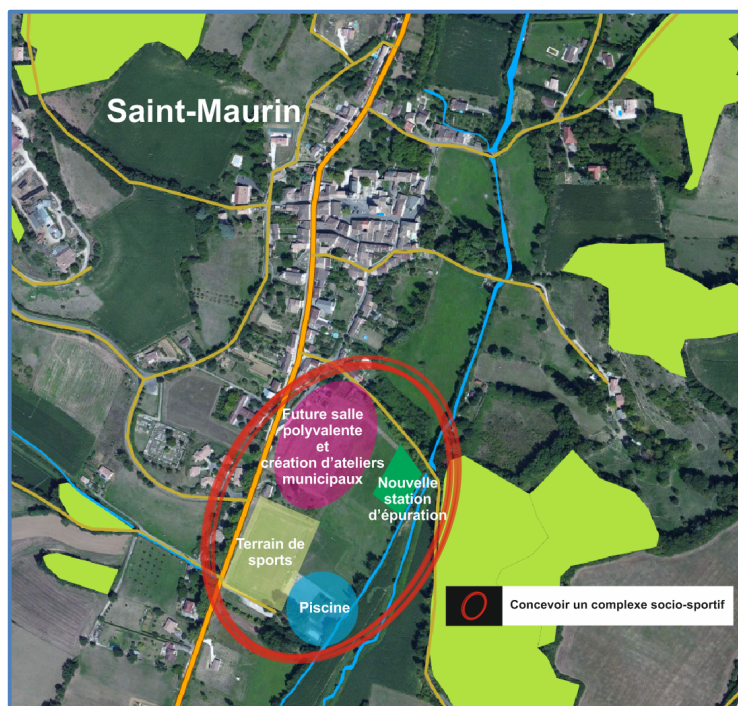 Saint-Maurin
Future salle
polyvalente
et
création d'ateliers
municipaux
Nouvelle
station
d'épuration
Terrain de
sports
Piscine
Concevoir un complexe socio-sportif